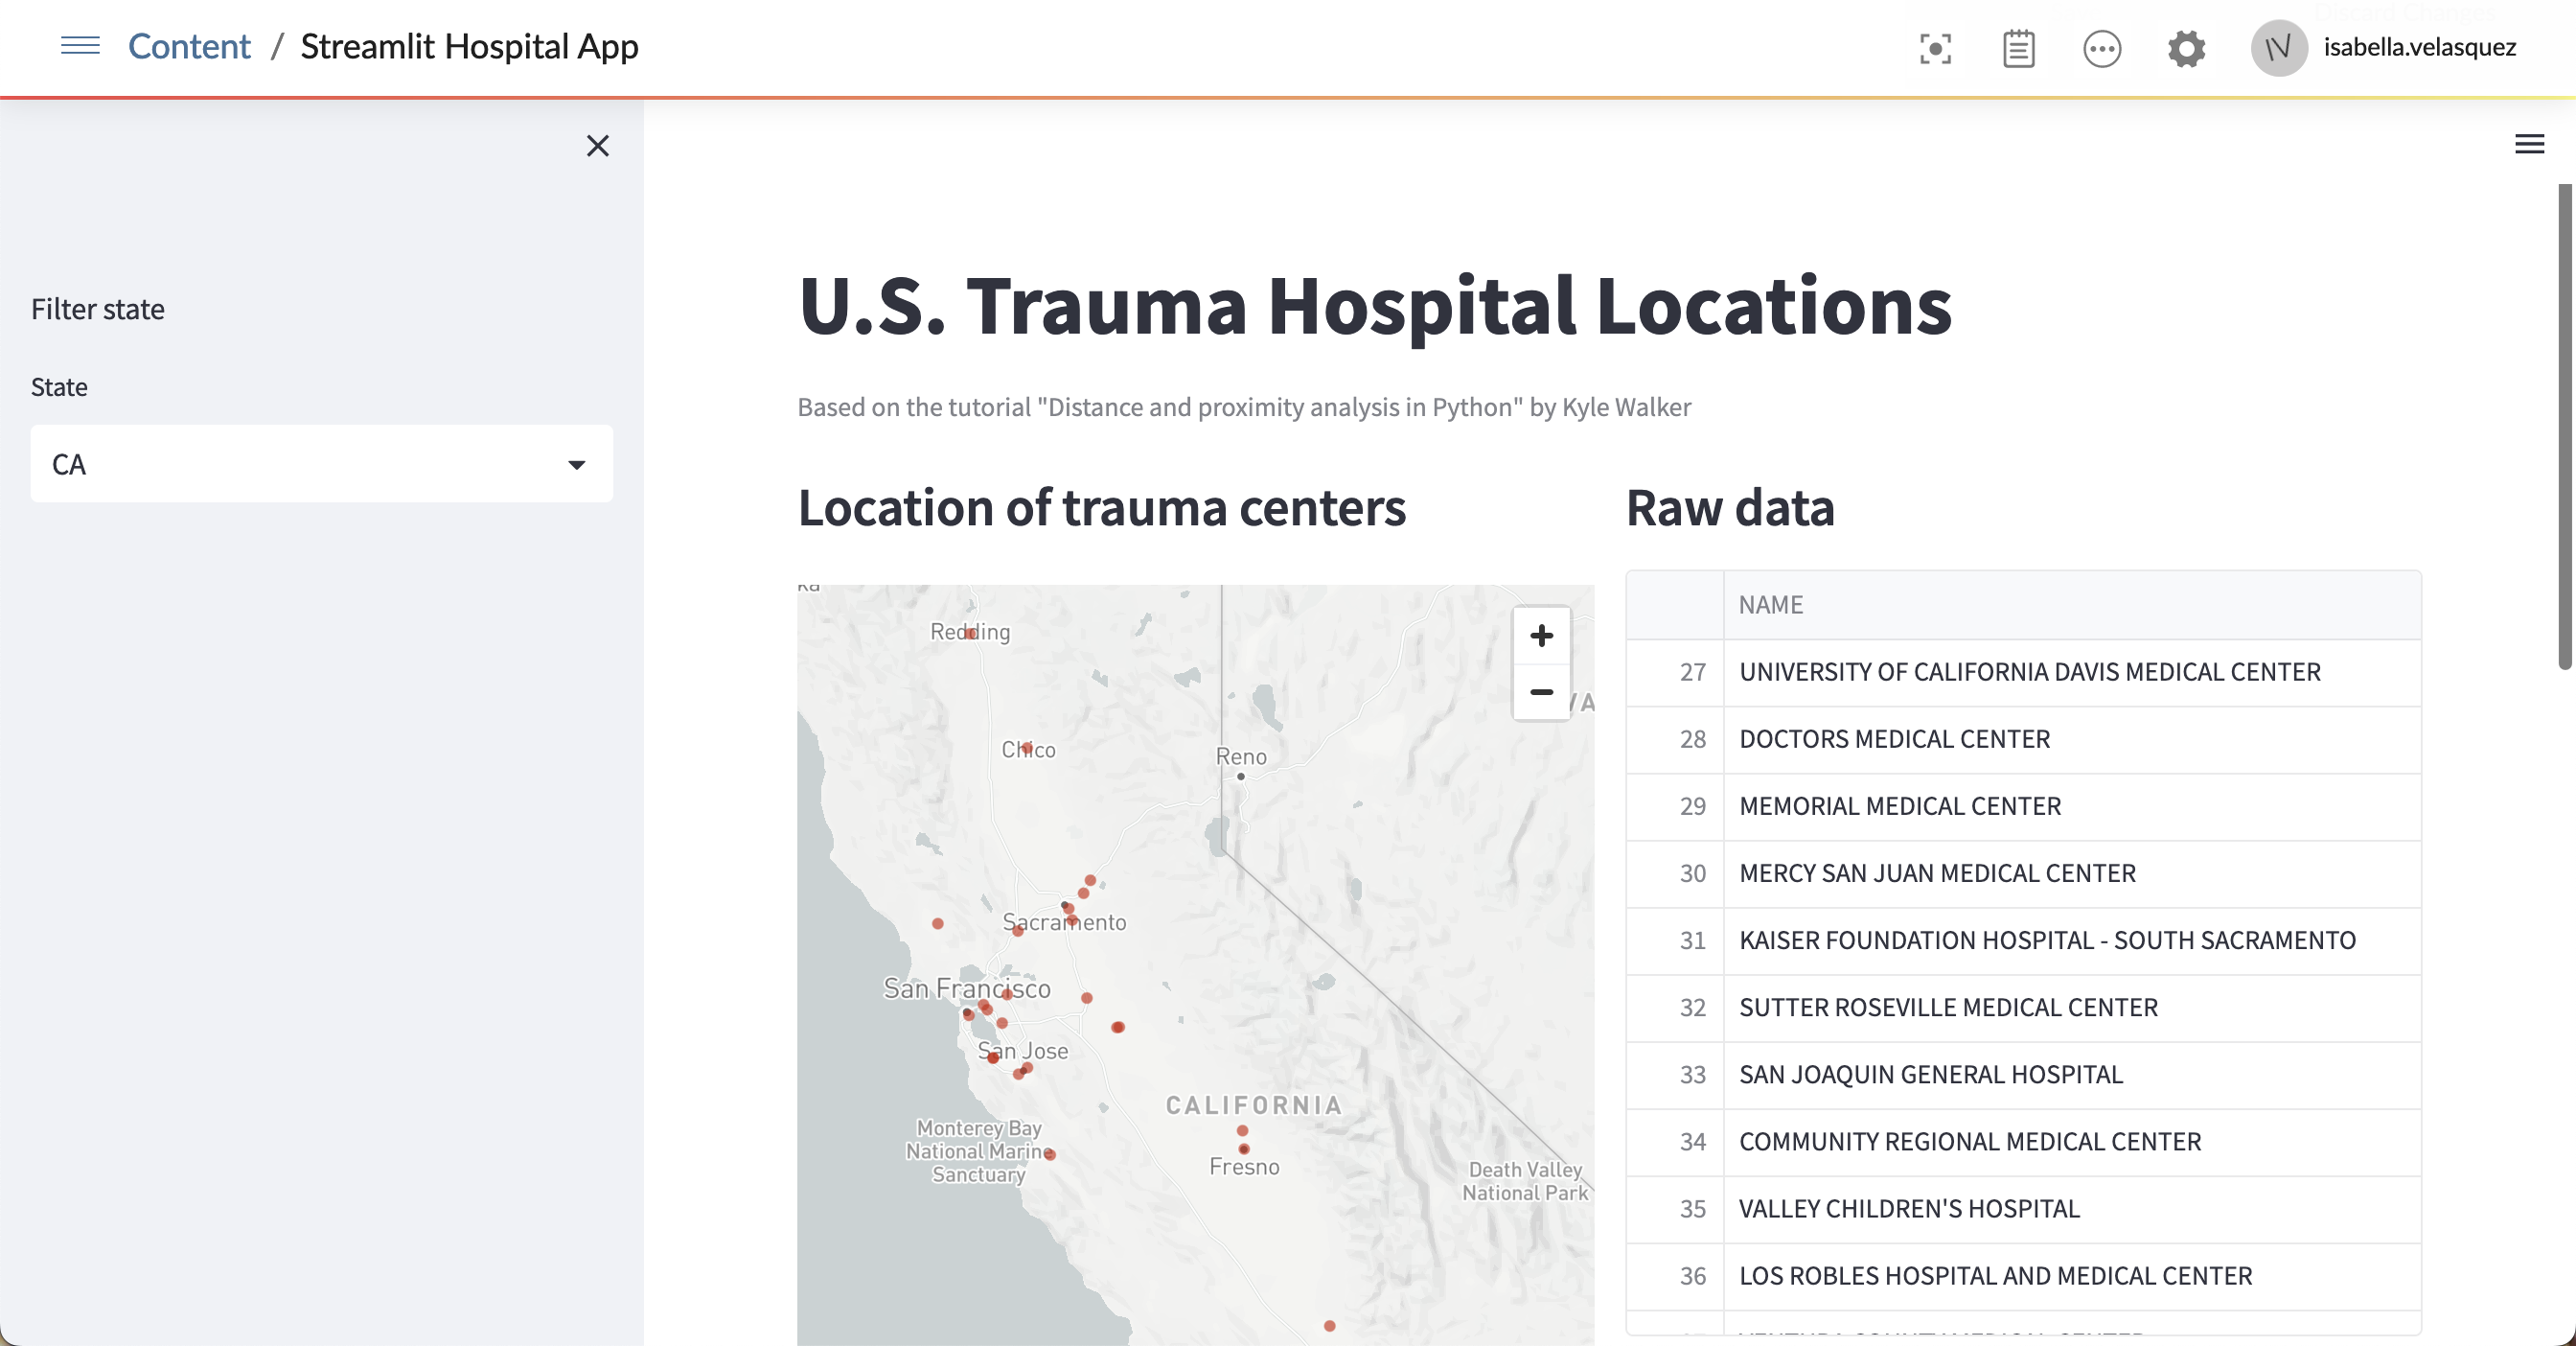 Content / Streamlit Hospital App
isabella.velasquez
Filter state
State
CA
U.S. Trauma Hospital Locations
Based on the tutorial "Distance and proximity analysis in Python" by Kyle Walker
Location of trauma centers
Redding
Chico
Reno
Sacramento
San Francisco
San Jose
CALIFORNIA
Monterey Bay
National Marine
Sanctuary
Fresno
Death Valley
National Park
Raw data
NAME
27 UNIVERSITY OF CALIFORNIA DAVIS MEDICAL CENTER
28 DOCTORS MEDICAL CENTER
29 MEMORIAL MEDICAL CENTER
30 MERCY SAN JUAN MEDICAL CENTER
31 KAISER FOUNDATION HOSPITAL - SOUTH SACRAMENTO
32 SUTTER ROSEVILLE MEDICAL CENTER
33 SAN JOAQUIN GENERAL HOSPITAL
34 COMMUNITY REGIONAL MEDICAL CENTER
35 VALLEY CHILDREN'S HOSPITAL
36 LOS ROBLES HOSPITAL AND MEDICAL CENTER